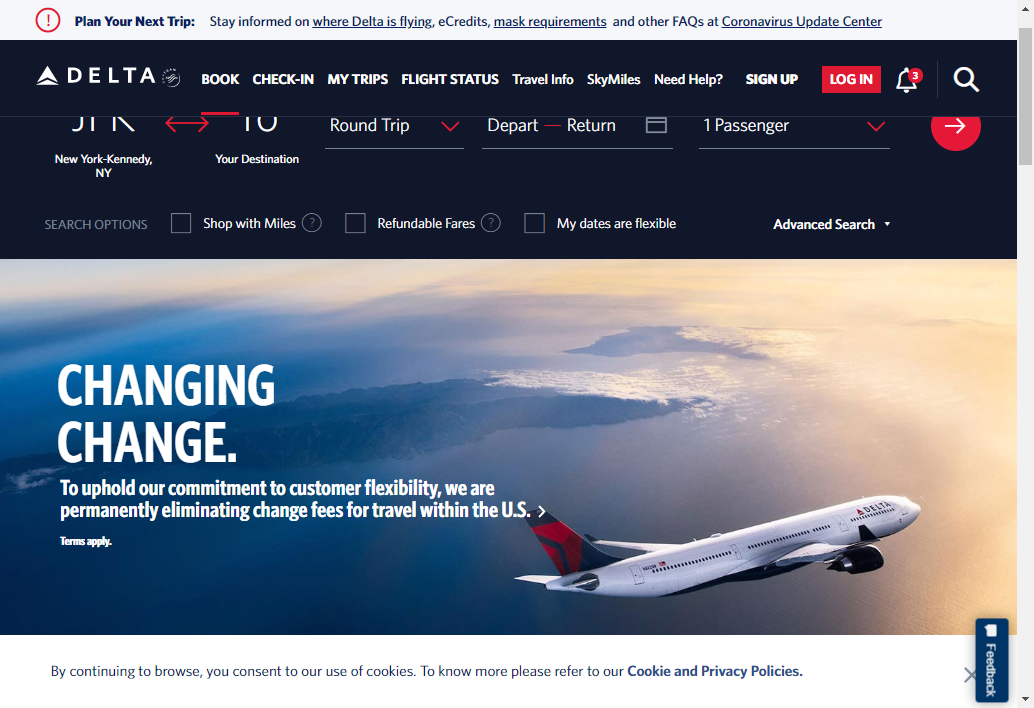 Plan Your Next Trip: Stay informed on where Delta is flying, eCredits, mask requirements and other FAQs at Coronavirus Update Center
DELTA BOOK CHECK-IN MY TRIPS FLIGHT STATUS Travel Info SkyMiles Need Help? SIGN UP LOG IN 3
JFK TO Round Trip Depart — Return 1 Passenger
New York-Kennedy, Your Destination
NY
SEARCH OPTIONS Shop with Miles ? Refundable Fares ? My dates are flexible Advanced Search
CHANGING
CHANGE.
To uphold our commitment to customer flexibility, we are
permanently eliminating change fees for travel within the U.S.
DELTA
Terms apply.
By continuing to browse, you consent to our use of cookies. To know more please refer to our Cookie and Privacy Policies.
Feedback